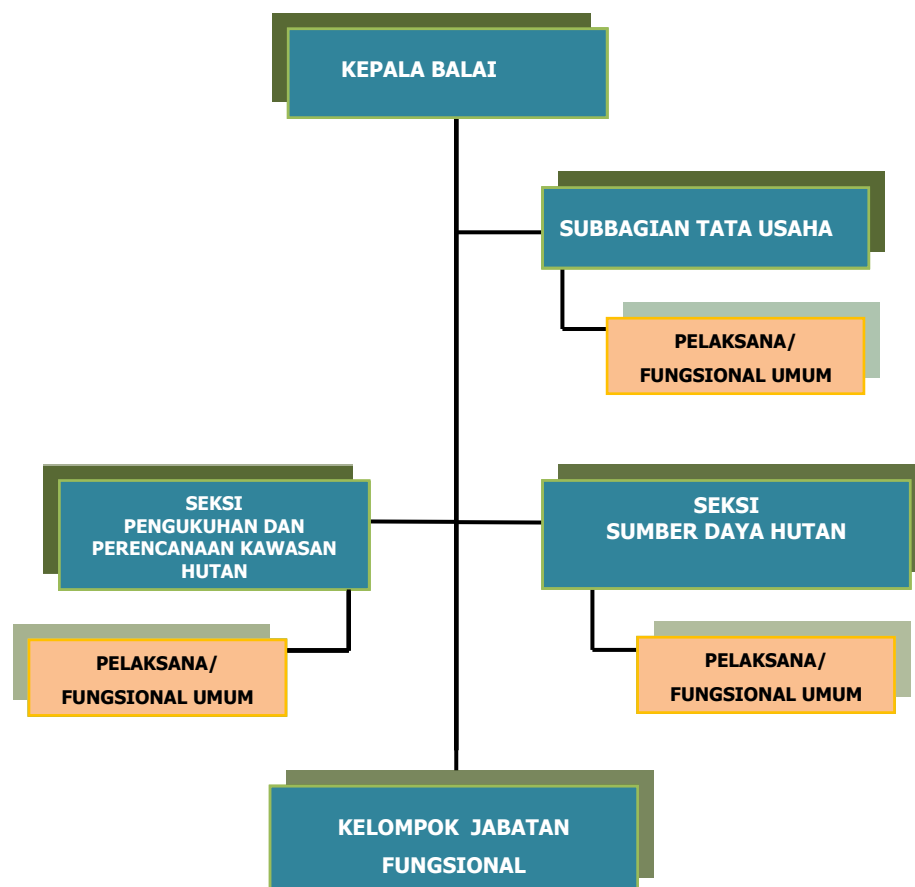 KEPALA BALAI
SUBBAGIAN TATA USAHA
PELAKSANA/
FUNGSIONAL UMUM
SEKSI
PENGUKUHAN DAN
PERENCANAAN KAWASAN
HUTAN
SEKSI
SUMBER DAYA HUTAN
PELAKSANA/
FUNGSIONAL UMUM
PELAKSANA/
FUNGSIONAL UMUM
KELOMPOK JABATAN
FUNGSIONAL